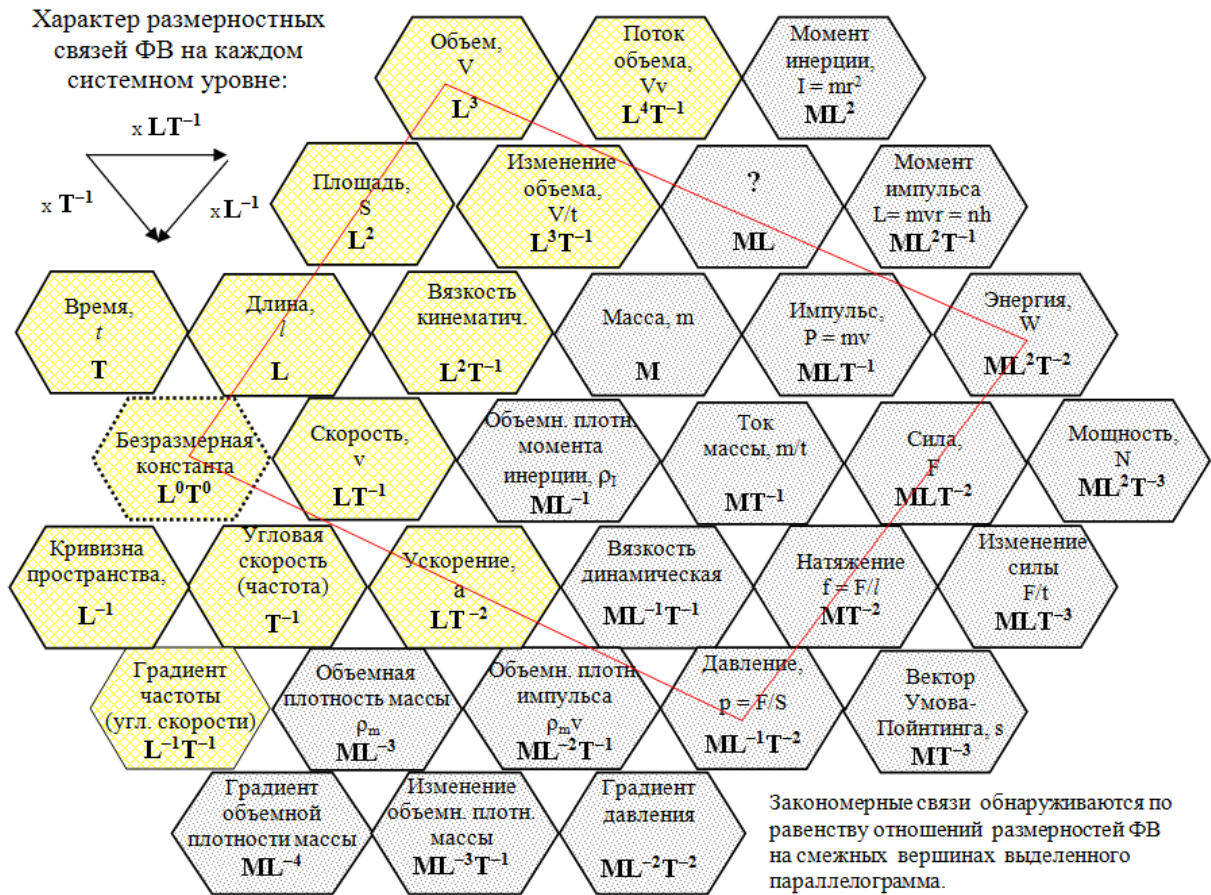 Характер размерностных
связей ФВ на каждом
системном уровне:
x LT⁻¹
x T⁻¹
x L⁻¹
Объем,
V
L³
Поток
объема,
Vv
L⁴T⁻¹
Момент
инерции,
I = mr²
ML²
Площадь,
S
L²
Изменение
объема,
V/t
L³T⁻¹
?
ML
Момент
импульса
L= mvr = nh
ML²T⁻¹
Время,
t
T
Длина,
l
L
Вязкость
кинематич.
L²T⁻¹
Масса, m
M
Импульс,
P = mv
MLT⁻¹
Энергия,
W
ML²T⁻²
Безразмерная
константа
L⁰T⁰
Скорость,
v
LT⁻¹
Объемн. плотн.
момента
инерции, ρI
ML⁻¹
Ток
массы, m/t
MT⁻¹
Сила,
F
MLT⁻²
Мощность,
N
ML²T⁻³
Кривизна
пространства,
L⁻¹
Угловая
скорость
(частота)
T⁻¹
Ускорение,
a
LT⁻²
Вязкость
динамическая
ML⁻¹T⁻¹
Натяжение
f = F/l
MT⁻²
Изменение
силы
F/t
MLT⁻³
Градиент
частоты
(угл. скорости)
L⁻¹T⁻¹
Объемная
плотность массы
ρm
ML⁻³
Объемн. плотн.
импульса
ρmv
ML⁻²T⁻¹
Давление,
p = F/S
ML⁻¹T⁻²
Вектор
Умова-
Пойнтинга, s
MT⁻³
Градиент
объемной
плотности массы
ML⁻⁴
Изменение
объемн. плотн.
массы
ML⁻³T⁻¹
Градиент
давления
ML⁻²T⁻²
Закономерные связи обнаруживаются по
равенству отношений размерностей ФВ
на смежных вершинах выделенного
параллелограмма.